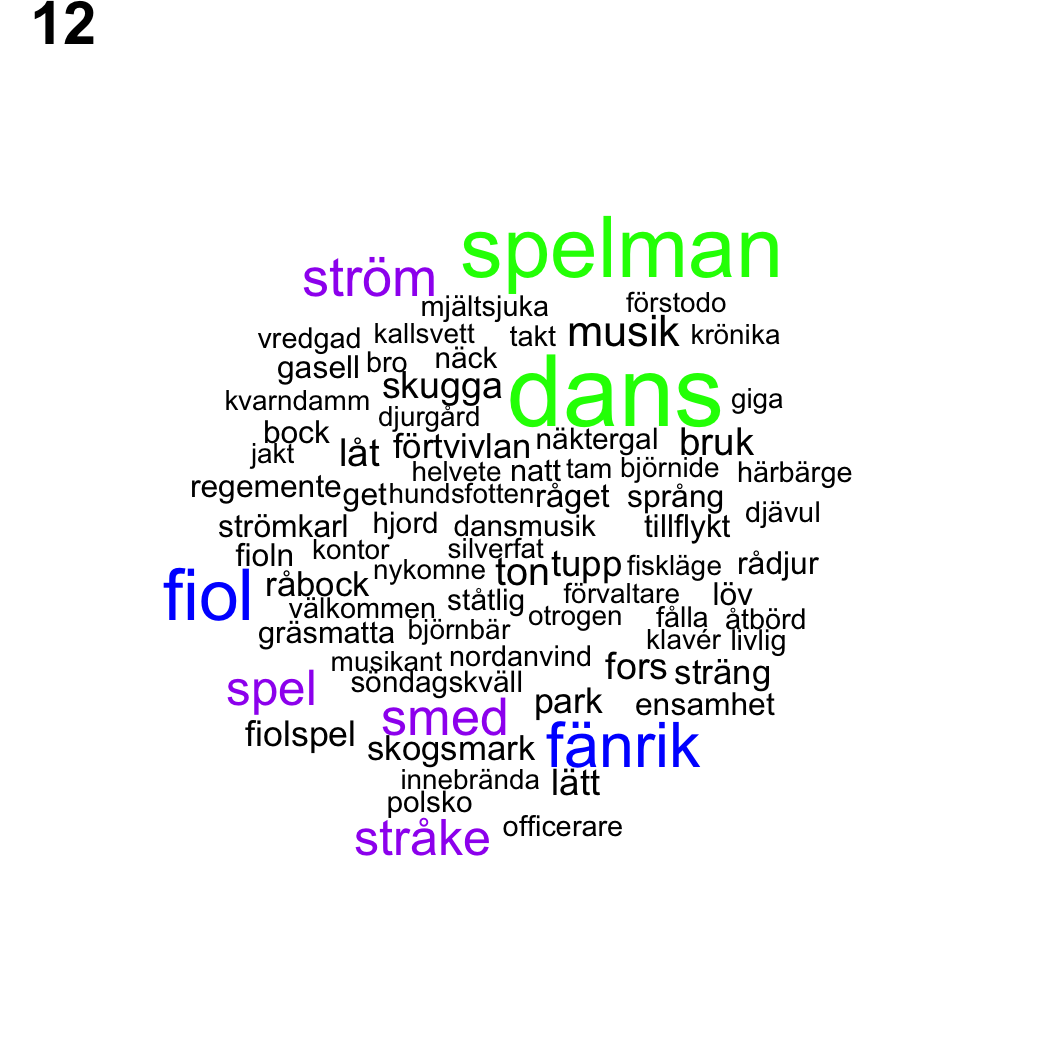 12
spelman
ström
mjältsjuka förstodo
vredgad kallsvett takt musik krönika
gasell bro näck
skugga dans giga
kvarndamm djurgård
bock låt förtvivlan näktergal bruk
jakt helvete natt tam björnide härbärge
regemente get hundsfotten råget språng
strömkarl hjord dansmusik tillflykt djävul
fioln kontor silverfat
fiol råbock nykomne ton tupp fiskläge rådjur
välkommen ståtlig förvaltare löv
gräsmatta björnbär otrogen fålla åtbörd
klavér livlig
musikant nordanvind fors sträng
spel söndagskväll
smed park ensamhet
fiolspel skogsmark fänrik
innebrända lätt
polsko
stråke officerare